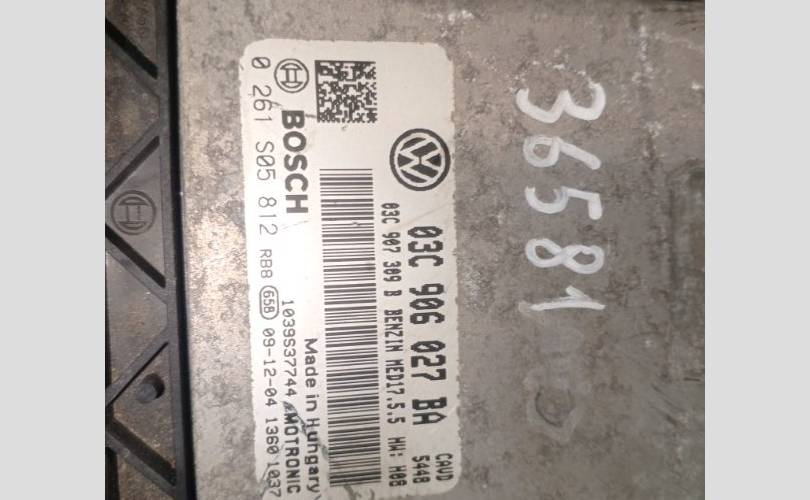 36581
03C 906 027 BA
CAUD
5448
03C 907 309 B BENZIN MED17.5.5 HW: H08
BOSCH
Made in Hungary
1039S37744 MOTRONIC
0 261 S05 812 RB8 65B 09-12-04 1360 1037